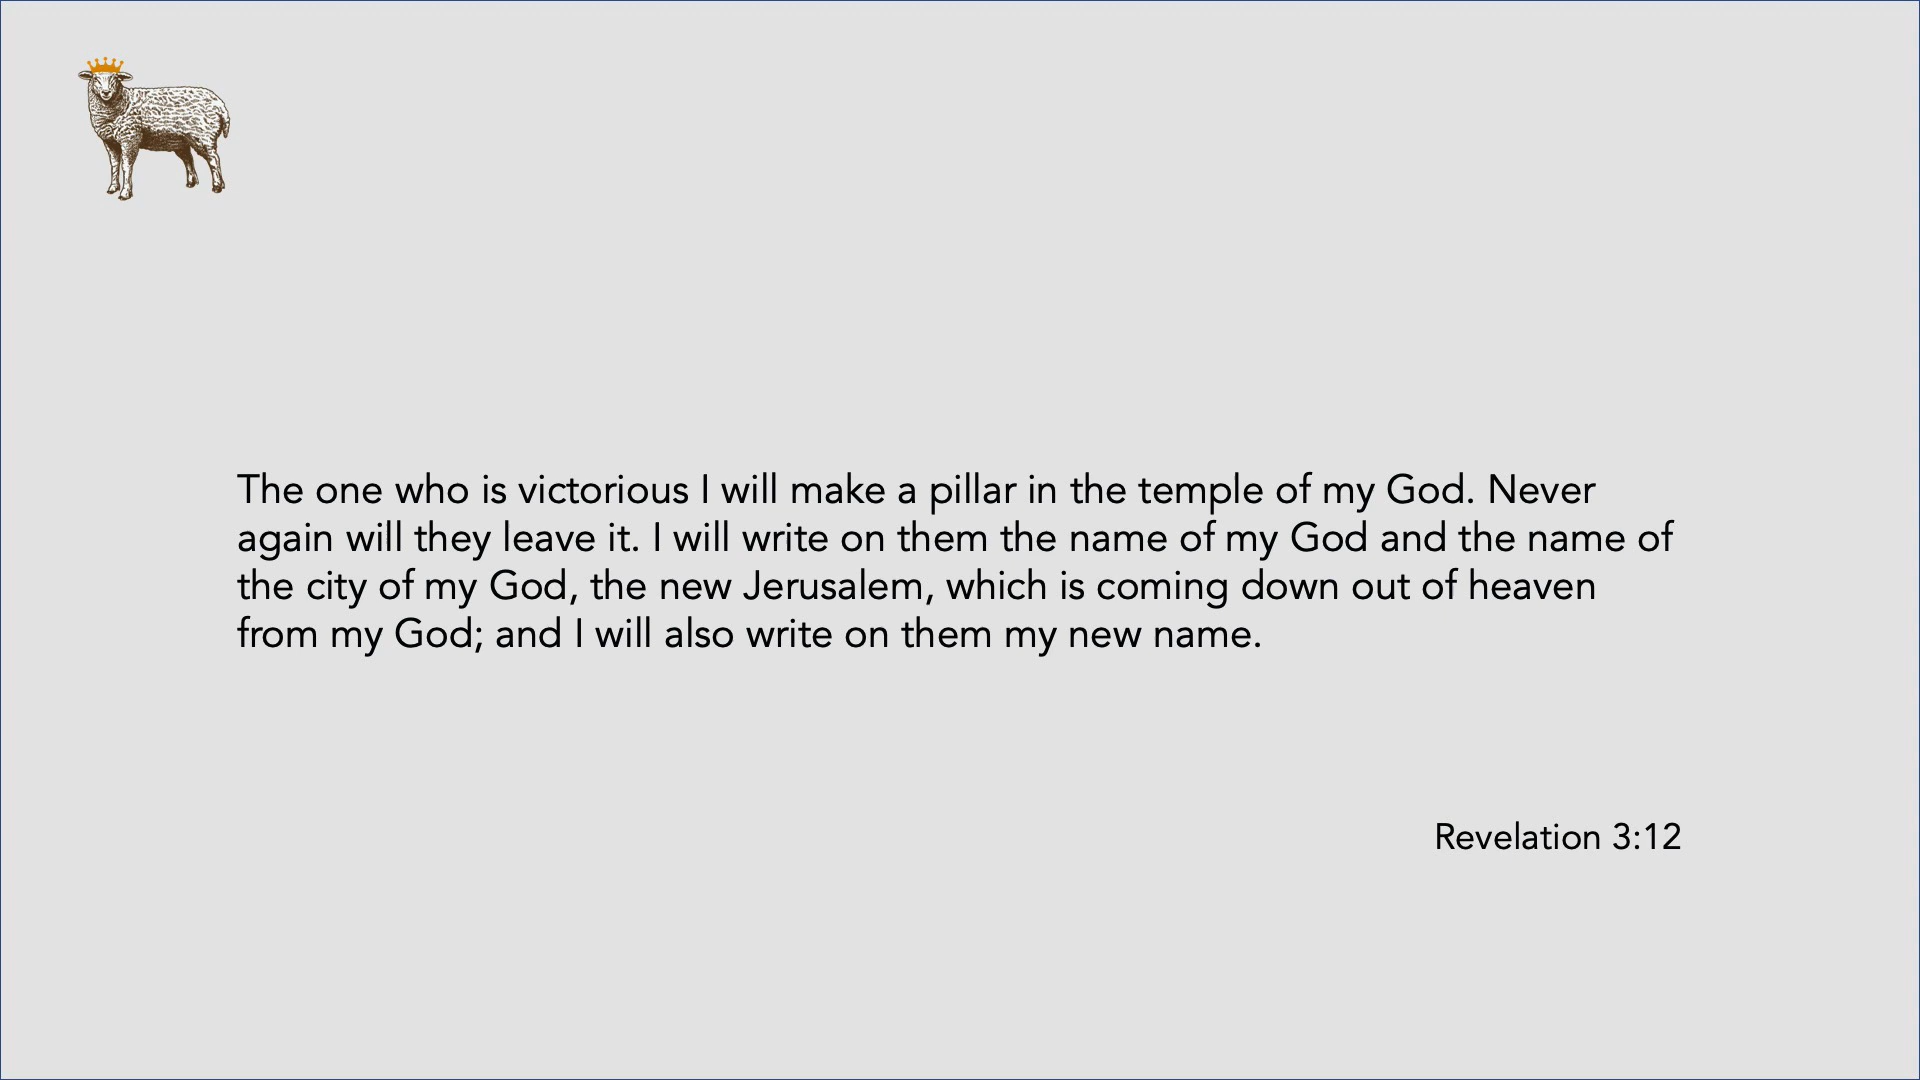 The one who is victorious I will make a pillar in the temple of my God. Never
again will they leave it. I will write on them the name of my God and the name of
the city of my God, the new Jerusalem, which is coming down out of heaven
from my God; and I will also write on them my new name.
Revelation 3:12